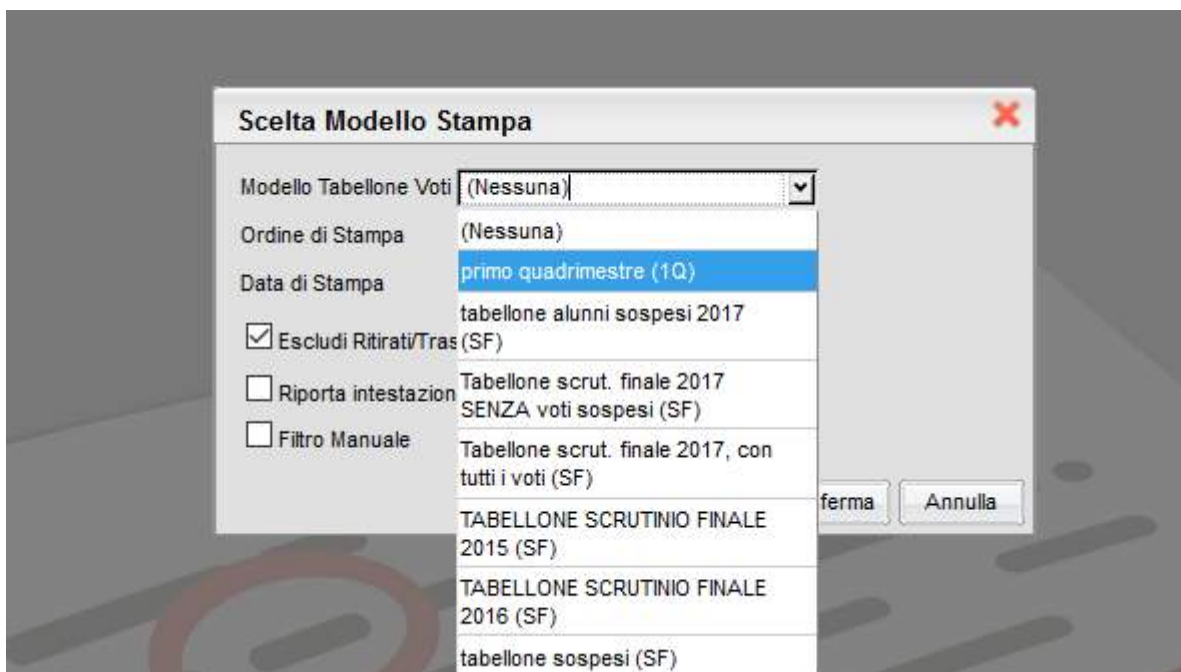 Scelta Modello Stampa
Modello Tabellone Voti (Nessuna)
Ordine di Stampa
(Nessuna)
primo quadrimestre (1Q)
Data di Stampa
tabellone alunni sospesi 2017
(SF)
Escludi Ritirati/Tras
Tabellone scrut. finale 2017
SENZA voti sospesi (SF)
Riporta intestazion
Filtro Manuale
Tabellone scrut. finale 2017, con
tutti i voti (SF)
ferma
Annulla
TABELLONE SCRUTINIO FINALE
2015 (SF)
TABELLONE SCRUTINIO FINALE
2016 (SF)
tabellone sospesi (SF)